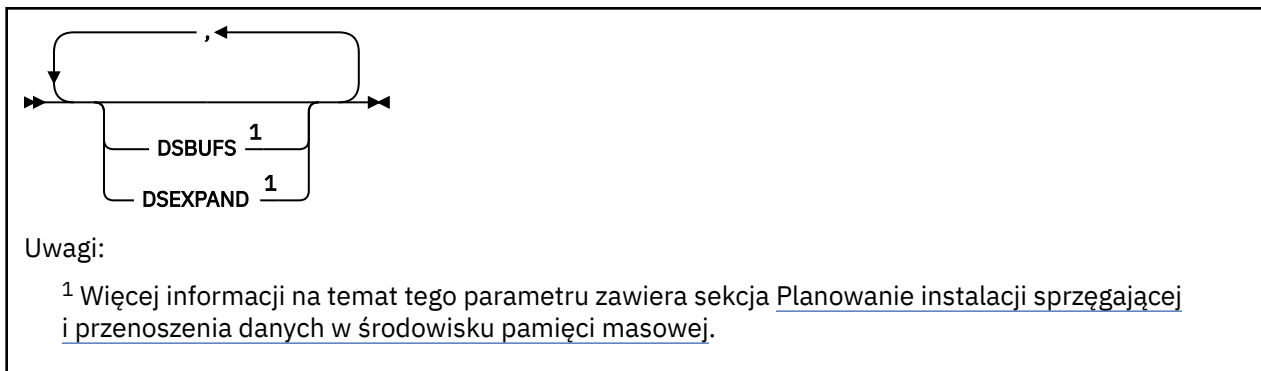 ,
DSBUFS 1
DSEXPAND 1
Uwagi:
1 Więcej informacji na temat tego parametru zawiera sekcja Planowanie instalacji sprzęgającej
i przenoszenia danych w środowisku pamięci masowej.